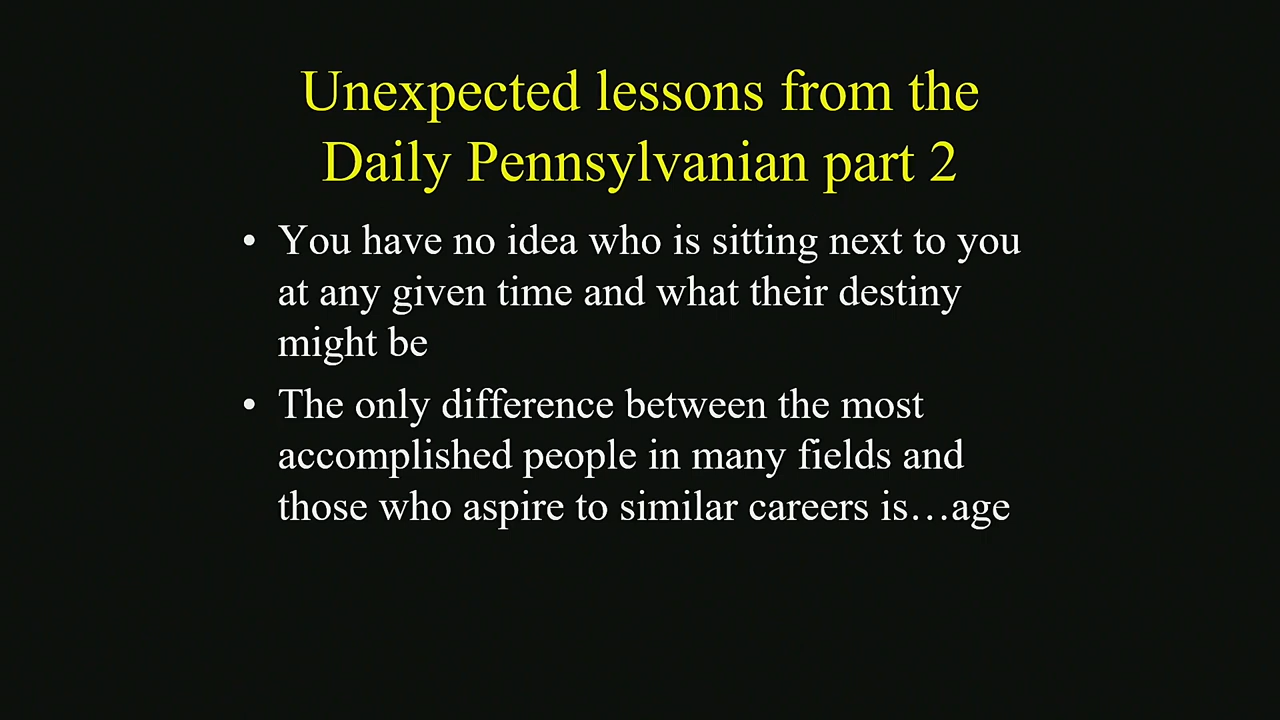 Unexpected lessons from the
Daily Pennsylvanian part 2
• You have no idea who is sitting next to you
at any given time and what their destiny
might be
• The only difference between the most
accomplished people in many fields and
those who aspire to similar careers is…age